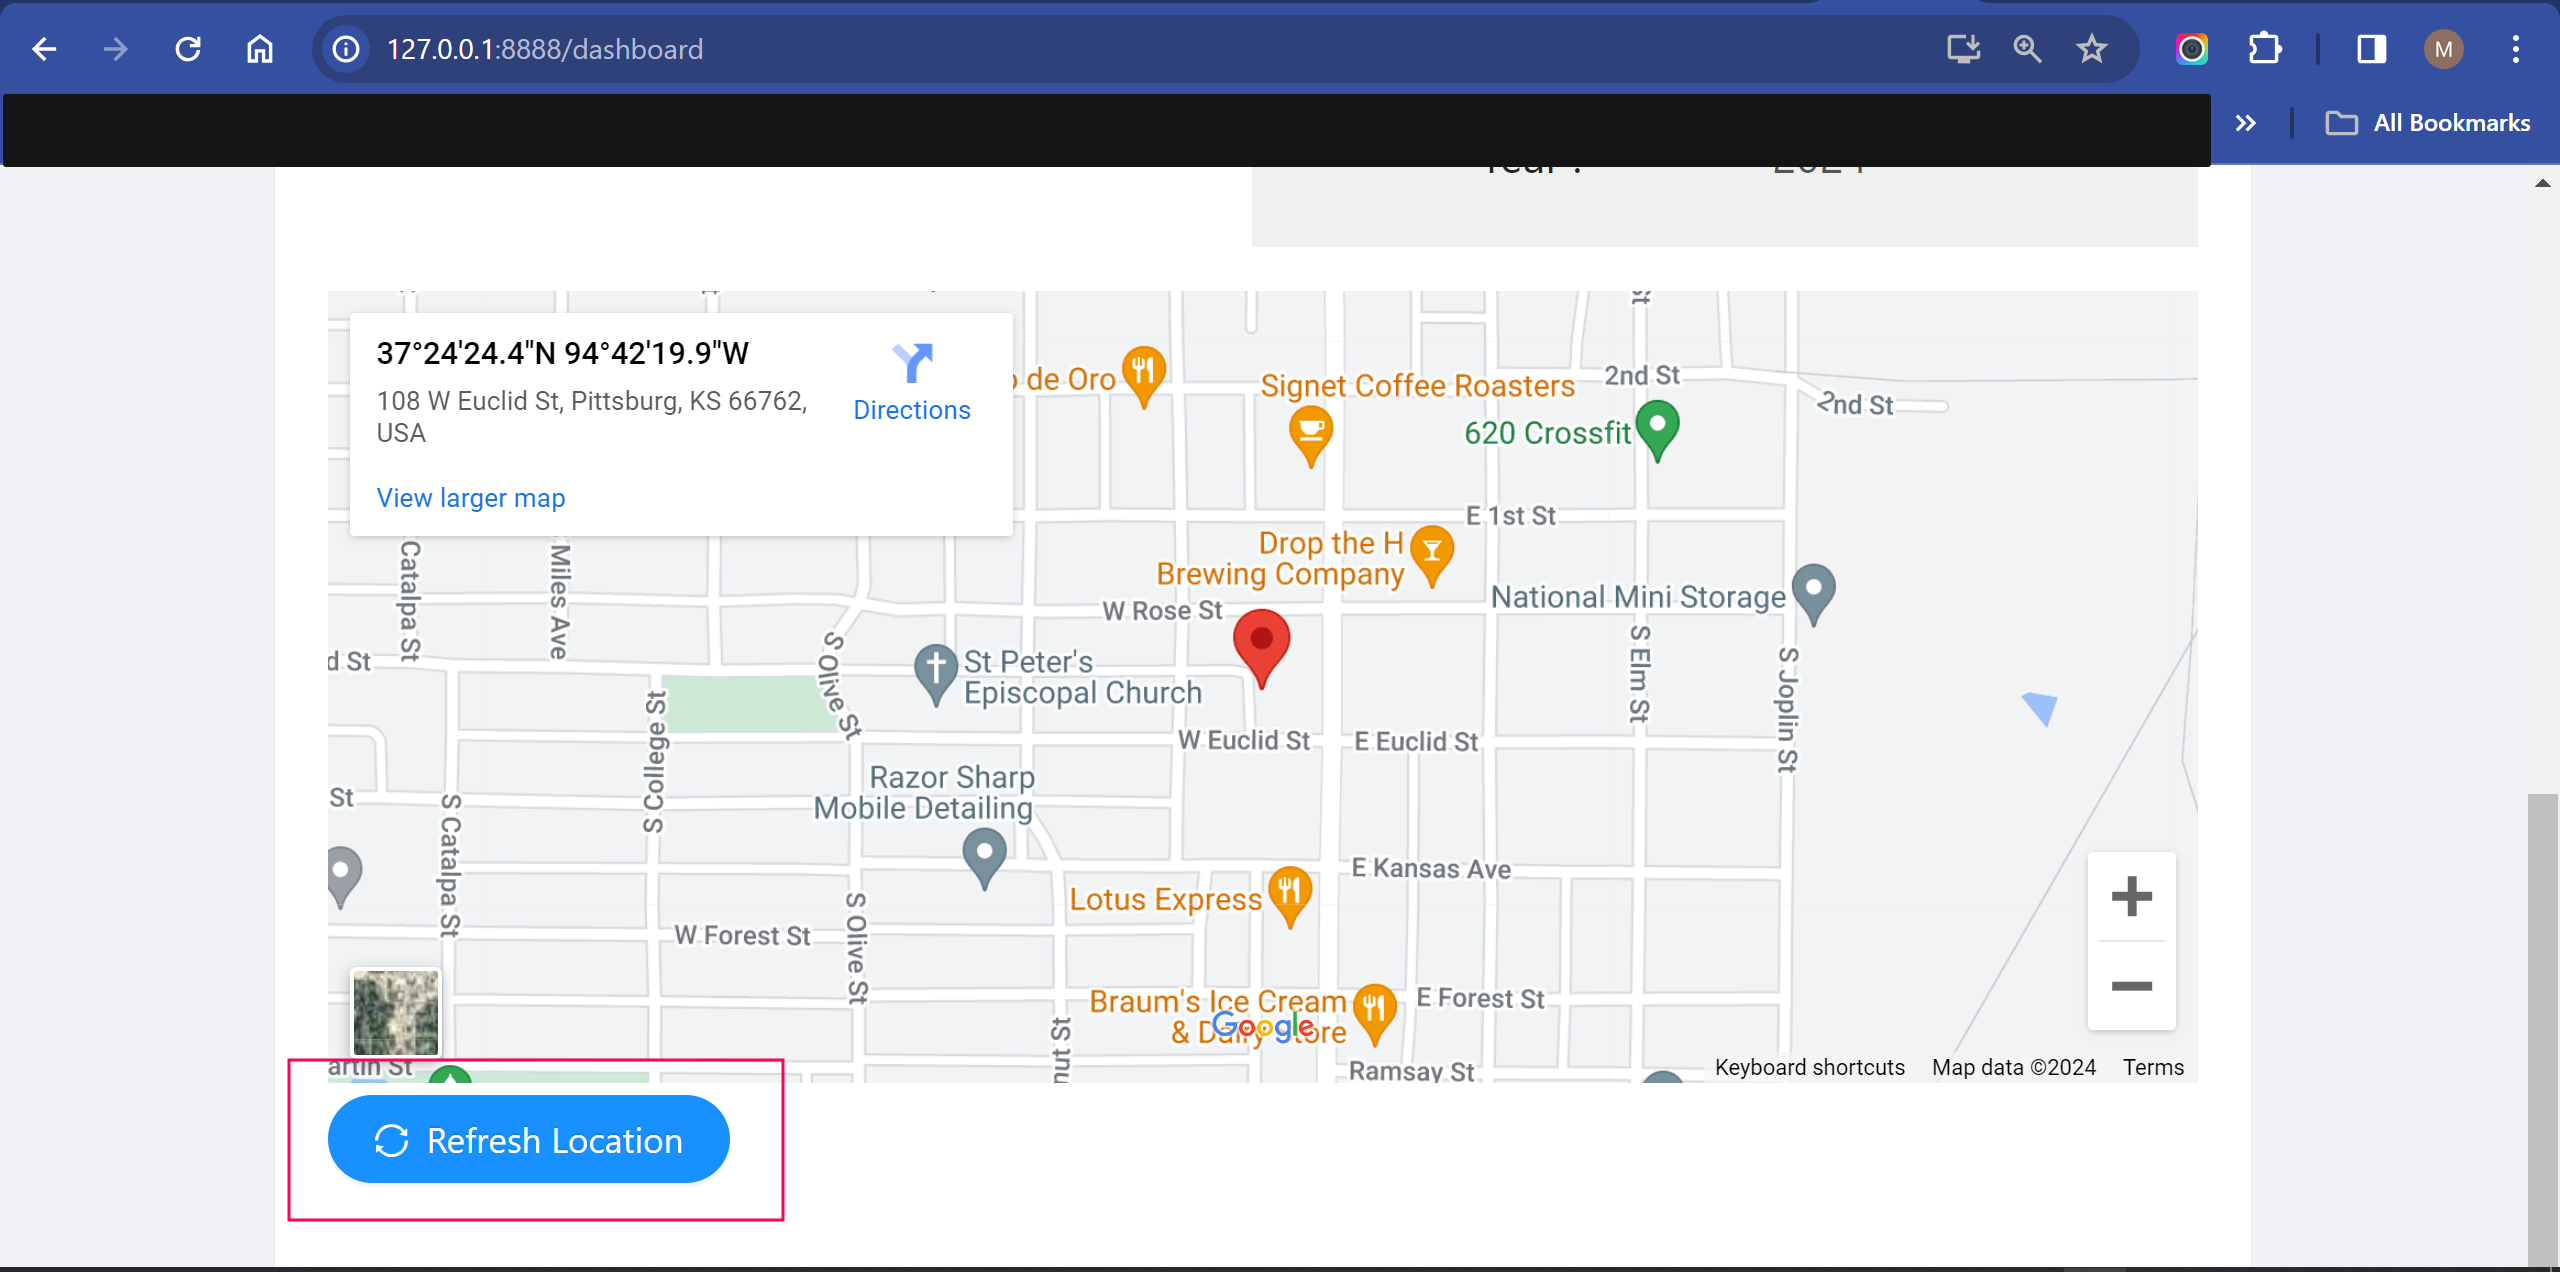 127.0.0.1:8888/dashboard
M
All Bookmarks
37°24'24.4"N 94°42'19.9"W
108 W Euclid St, Pittsburg, KS 66762,
USA
Directions
View larger map
de Oro
Signet Coffee Roasters
2nd St
2nd St
620 Crossfit
E 1st St
Drop the H
Brewing Company
National Mini Storage
W Rose St
Catalpa St
Miles Ave
S Olive St
St Peter's
Episcopal Church
S Elm St
S Joplin St
d St
S College St
W Euclid St
E Euclid St
Razor Sharp
Mobile Detailing
St
S Catalpa St
E Kansas Ave
Lotus Express
W Forest St
S Olive St
Braum's Ice Cream
& Dairy Store
Google
E Forest St
Ramsay St
Keyboard shortcuts
Map data ©2024
Terms
Refresh Location